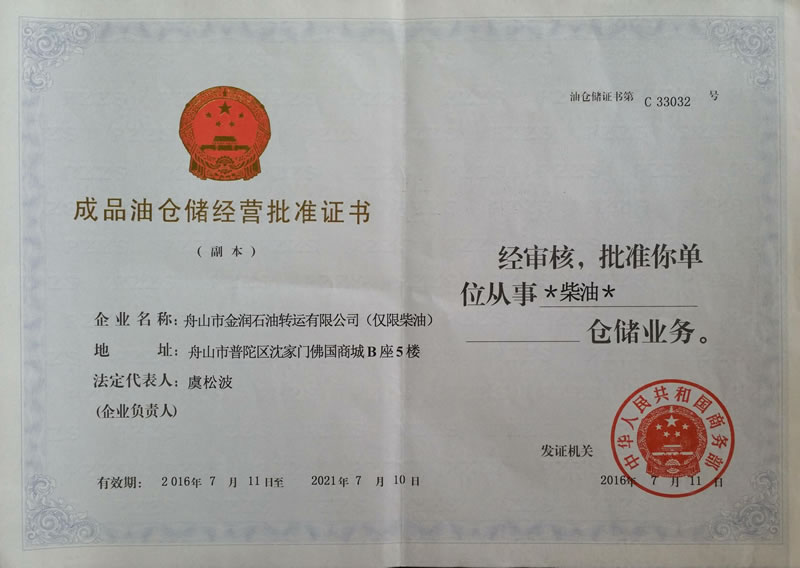 成品油仓储经营批准证书
（副本）
企业名称：舟山市金润石油转运有限公司（仅限柴油）
地 址：舟山市普陀区沈家门佛国商城B座5楼
法定代表人：虞松波
(企业负责人)
有效期： 2016年 7 月 11日至 2021年 7 月 10日
油仓储证书第 C 33032 号
经审核，批准你单
位从事*柴油*
仓储业务。
发证机关
中华人民共和国商务部
2016年 7 月 11 日